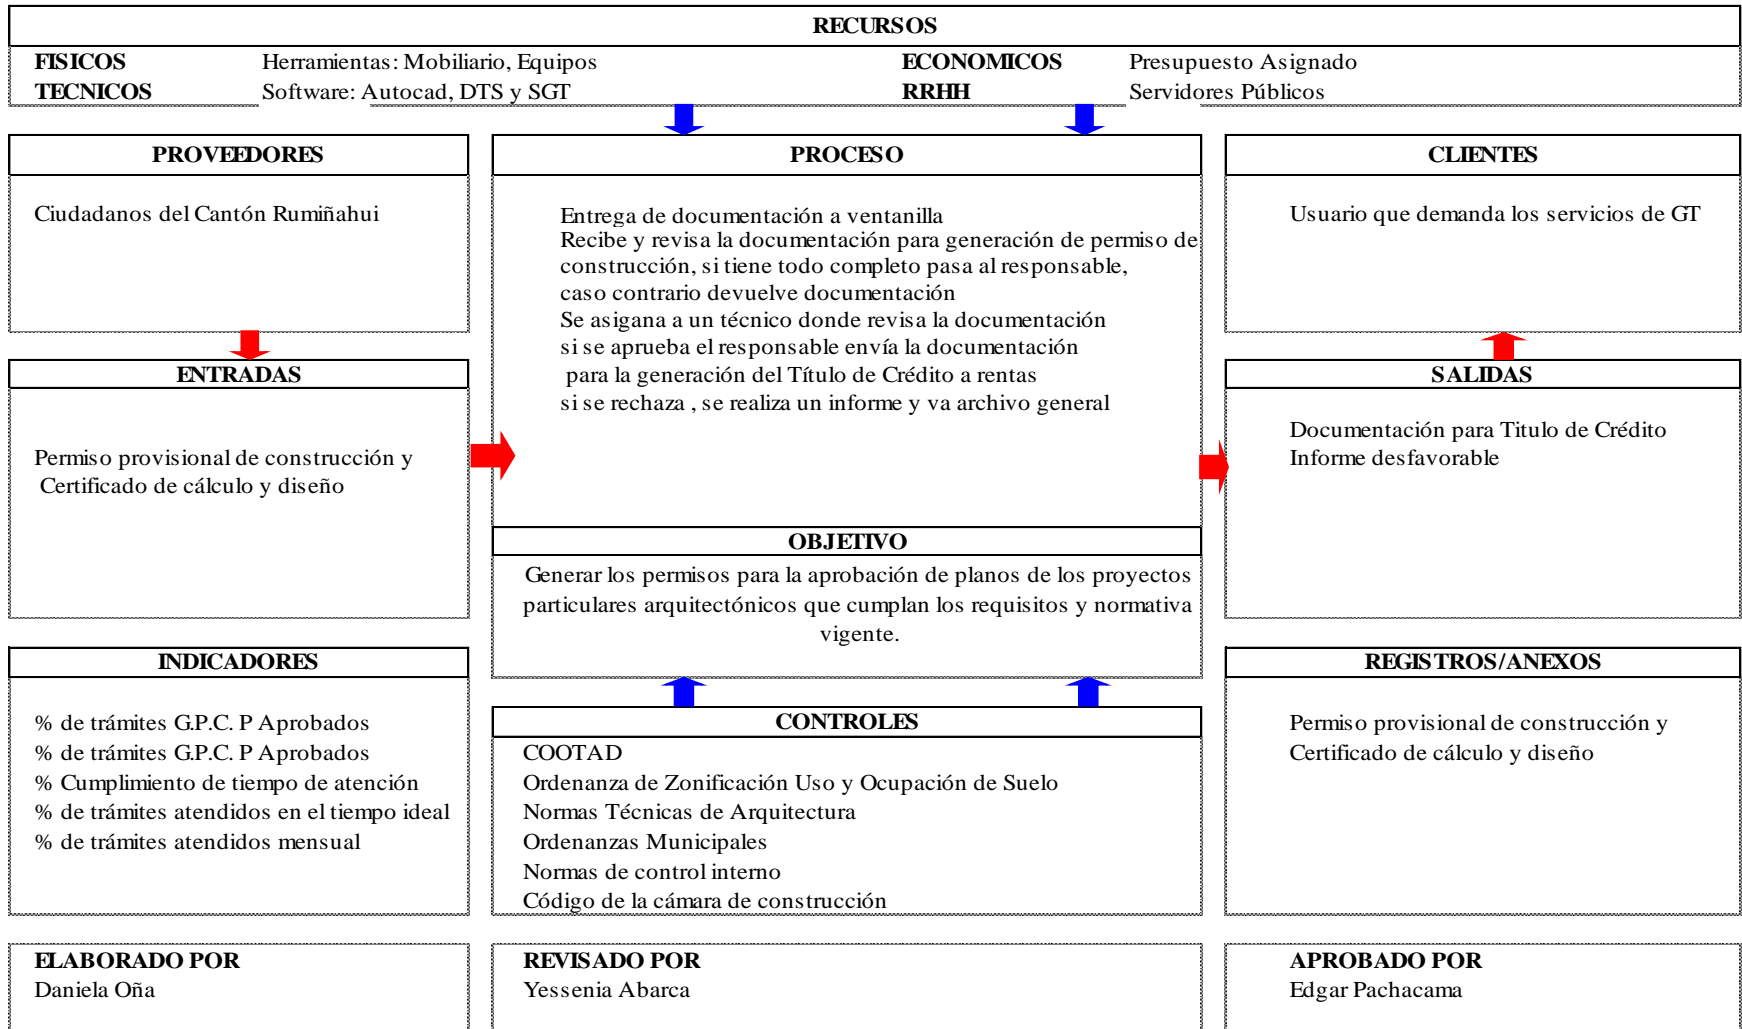 RECURSOS
FISICOS Herramientas: Mobiliario, Equipos ECONOMICOS Presupuesto Asignado
TECNICOS Software: Autocad, DTS y SGT RRHH Servidores Públicos
PROVEEDORES
Ciudadanos del Cantón Rumiñahui
PROCESO
Entrega de documentación a ventanilla
Recibe y revisa la documentación para generación de permiso de
construcción, si tiene todo completo pasa al responsable,
caso contrario devuelve documentación
Se asigana a un técnico donde revisa la documentación
si se aprueba el responsable envía la documentación
para la generación del Título de Crédito a rentas
si se rechaza , se realiza un informe y va archivo general
CLIENTES
Usuario que demanda los servicios de GT
ENTRADAS
Permiso provisional de construcción y
Certificado de cálculo y diseño
SALIDAS
Documentación para Titulo de Crédito
Informe desfavorable
OBJETIVO
Generar los permisos para la aprobación de planos de los proyectos
particulares arquitectónicos que cumplan los requisitos y normativa
vigente.
INDICADORES
% de trámites G.P.C. P Aprobados
% de trámites G.P.C. P Aprobados
% Cumplimiento de tiempo de atención
% de trámites atendidos en el tiempo ideal
% de trámites atendidos mensual
CONTROLES
COOTAD
Ordenanza de Zonificación Uso y Ocupación de Suelo
Normas Técnicas de Arquitectura
Ordenanzas Municipales
Normas de control interno
Código de la cámara de construcción
REGISTROS/ANEXOS
Permiso provisional de construcción y
Certificado de cálculo y diseño
ELABORADO POR
Daniela Oña
REVISADO POR
Yessenia Abarca
APROBADO POR
Edgar Pachacama